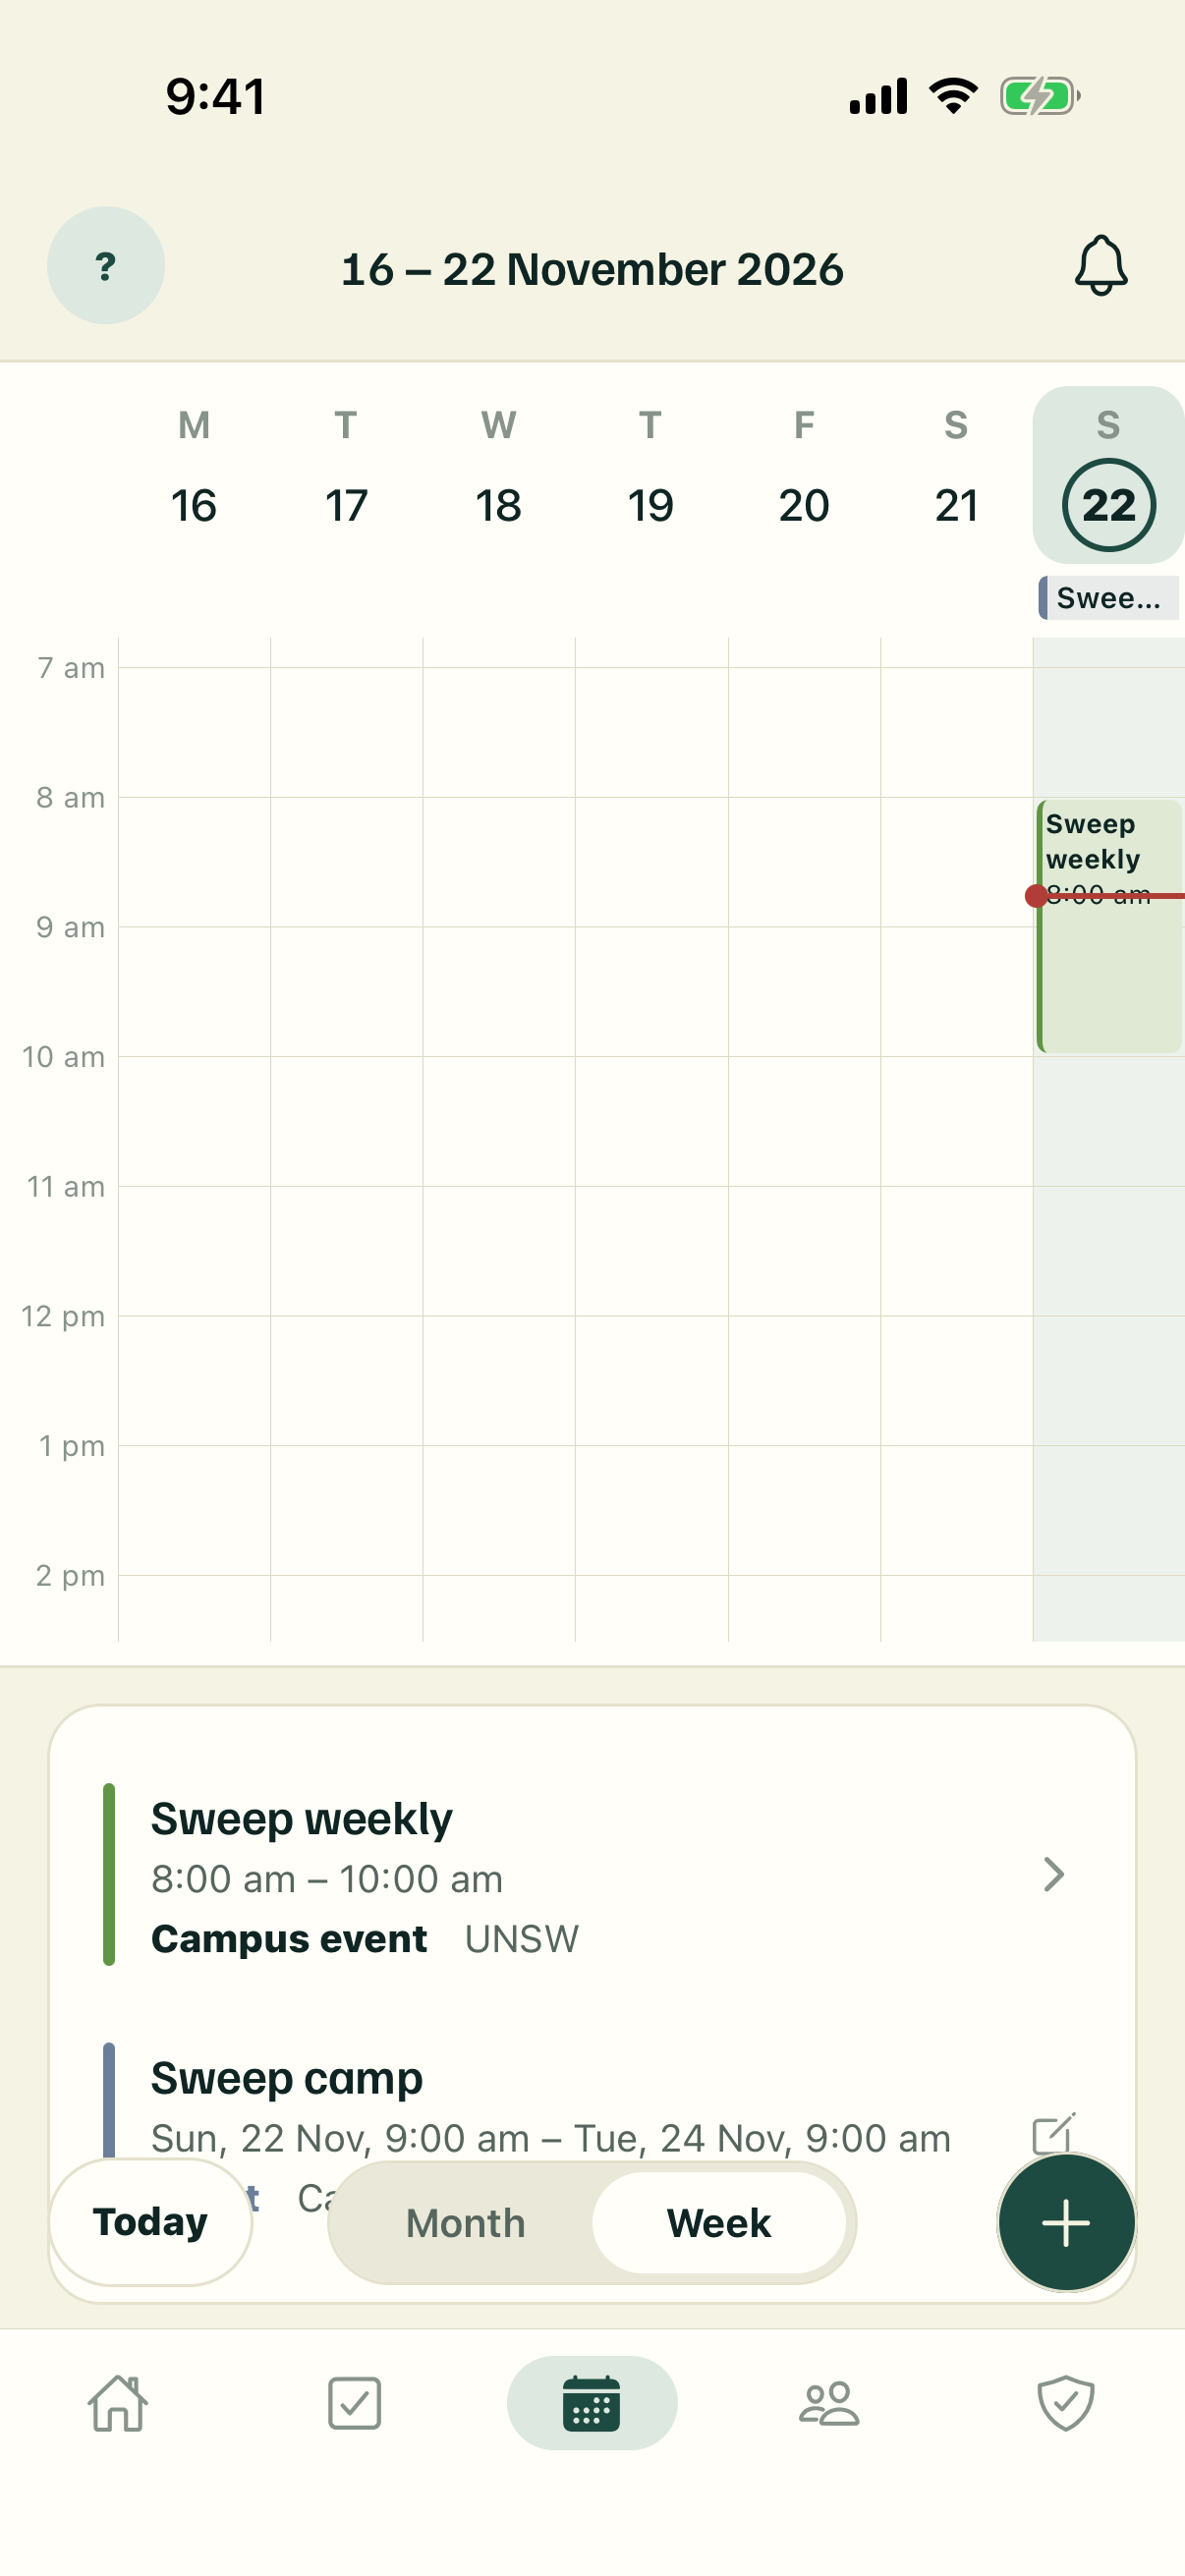 9:41
?
16 – 22 November 2026
M T W T F S S
16 17 18 19 20 21 22
Swee...
7 am
8 am
Sweep
weekly
8:00 am
9 am
10 am
11 am
12 pm
1 pm
2 pm
Sweep weekly
8:00 am – 10:00 am
Campus event UNSW
Sweep camp
Sun, 22 Nov, 9:00 am – Tue, 24 Nov, 9:00 am
Today Month Week